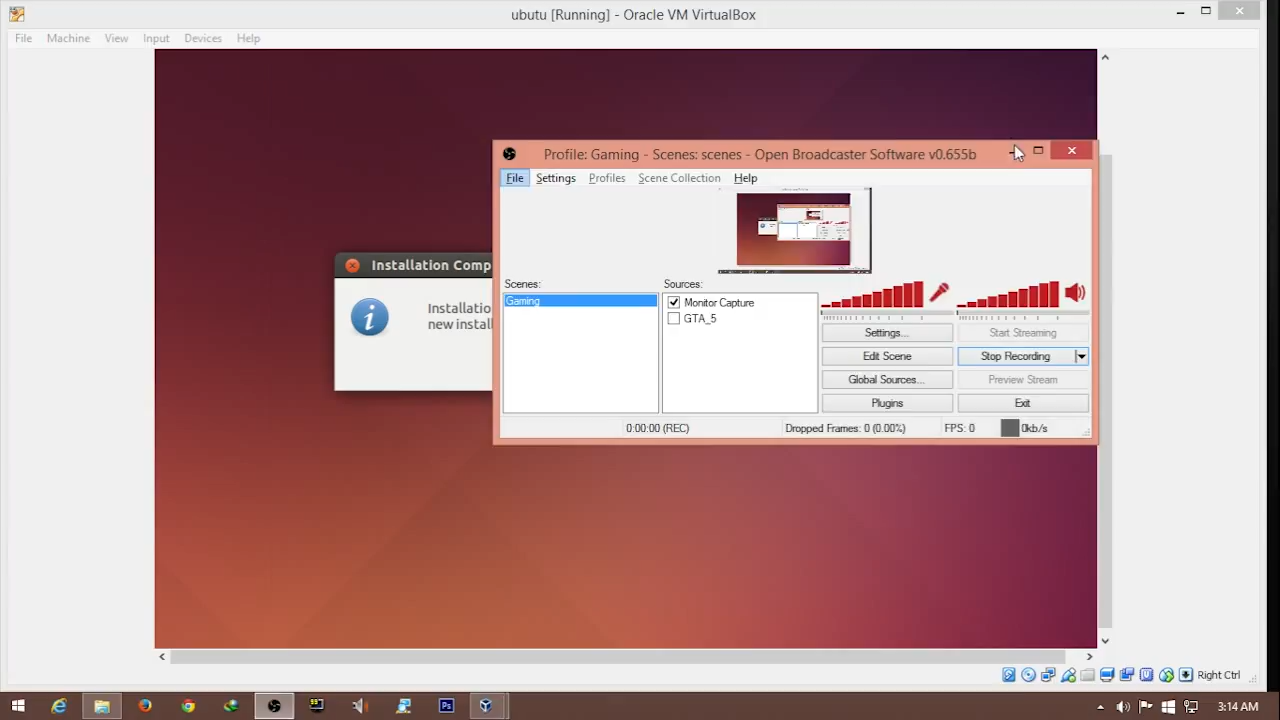 ubutu [Running] - Oracle VM VirtualBox
File Machine View Input Devices Help
Profile: Gaming - Scenes: scenes - Open Broadcaster Software v0.655b
File Settings Profiles Scene Collection Help
Installation Comp
Installatio
new install
Scenes:
Gaming
Sources:
Monitor Capture
GTA_5
Settings...
Start Streaming
Edit Scene
Stop Recording
Global Sources...
Preview Stream
Plugins
Exit
0:00:00 (REC)
Dropped Frames: 0 (0.00%)
FPS: 0
0kb/s
Right Ctrl
Ps
3:14 AM